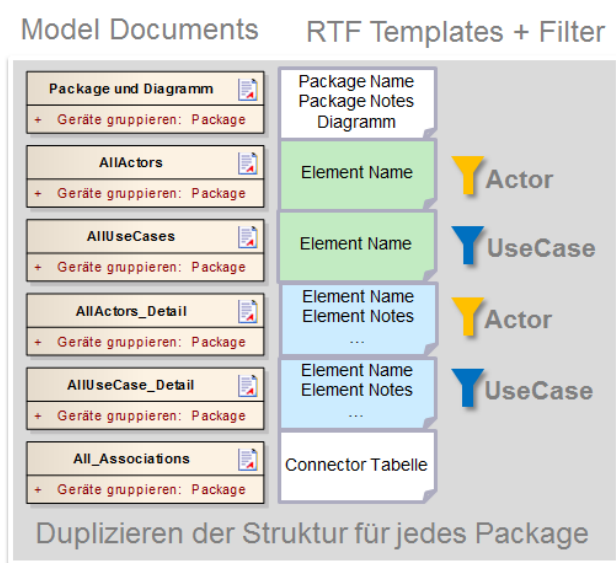 Model Documents
RTF Templates + Filter
Package und Diagramm
+ Geräte gruppieren: Package
Package Name
Package Notes
Diagramm
AllActors
+ Geräte gruppieren: Package
Element Name
Actor
AllUseCases
+ Geräte gruppieren: Package
Element Name
UseCase
AllActors_Detail
+ Geräte gruppieren: Package
Element Name
Element Notes
...
Actor
AllUseCase_Detail
+ Geräte gruppieren: Package
Element Name
Element Notes
...
UseCase
All_Associations
+ Geräte gruppieren: Package
Connector Tabelle
Duplizieren der Struktur für jedes Package